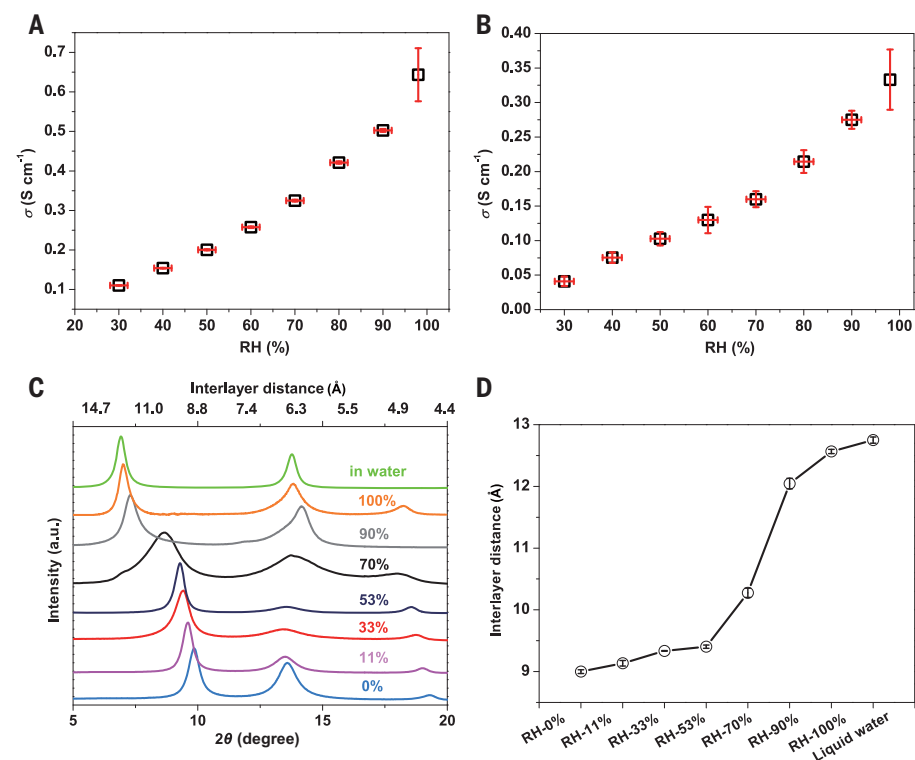 A
0.7
0.6
0.5
0.4
0.3
0.2
0.1
σ (S cm⁻¹)
20 30 40 50 60 70 80 90 100
RH (%)
B
0.40
0.35
0.30
0.25
0.20
0.15
0.10
0.05
0.00
σ (S cm⁻¹)
30 40 50 60 70 80 90 100
RH (%)
C
Interlayer distance (Å)
14.7 11.0 8.8 7.4 6.3 5.5 4.9 4.4
Intensity (a.u.)
in water
100%
90%
70%
53%
33%
11%
0%
5 10 15 20
2θ (degree)
D
13
12
11
10
9
Interlayer distance (Å)
RH-0%
RH-11%
RH-33%
RH-53%
RH-70%
RH-90%
RH-100%
Liquid water